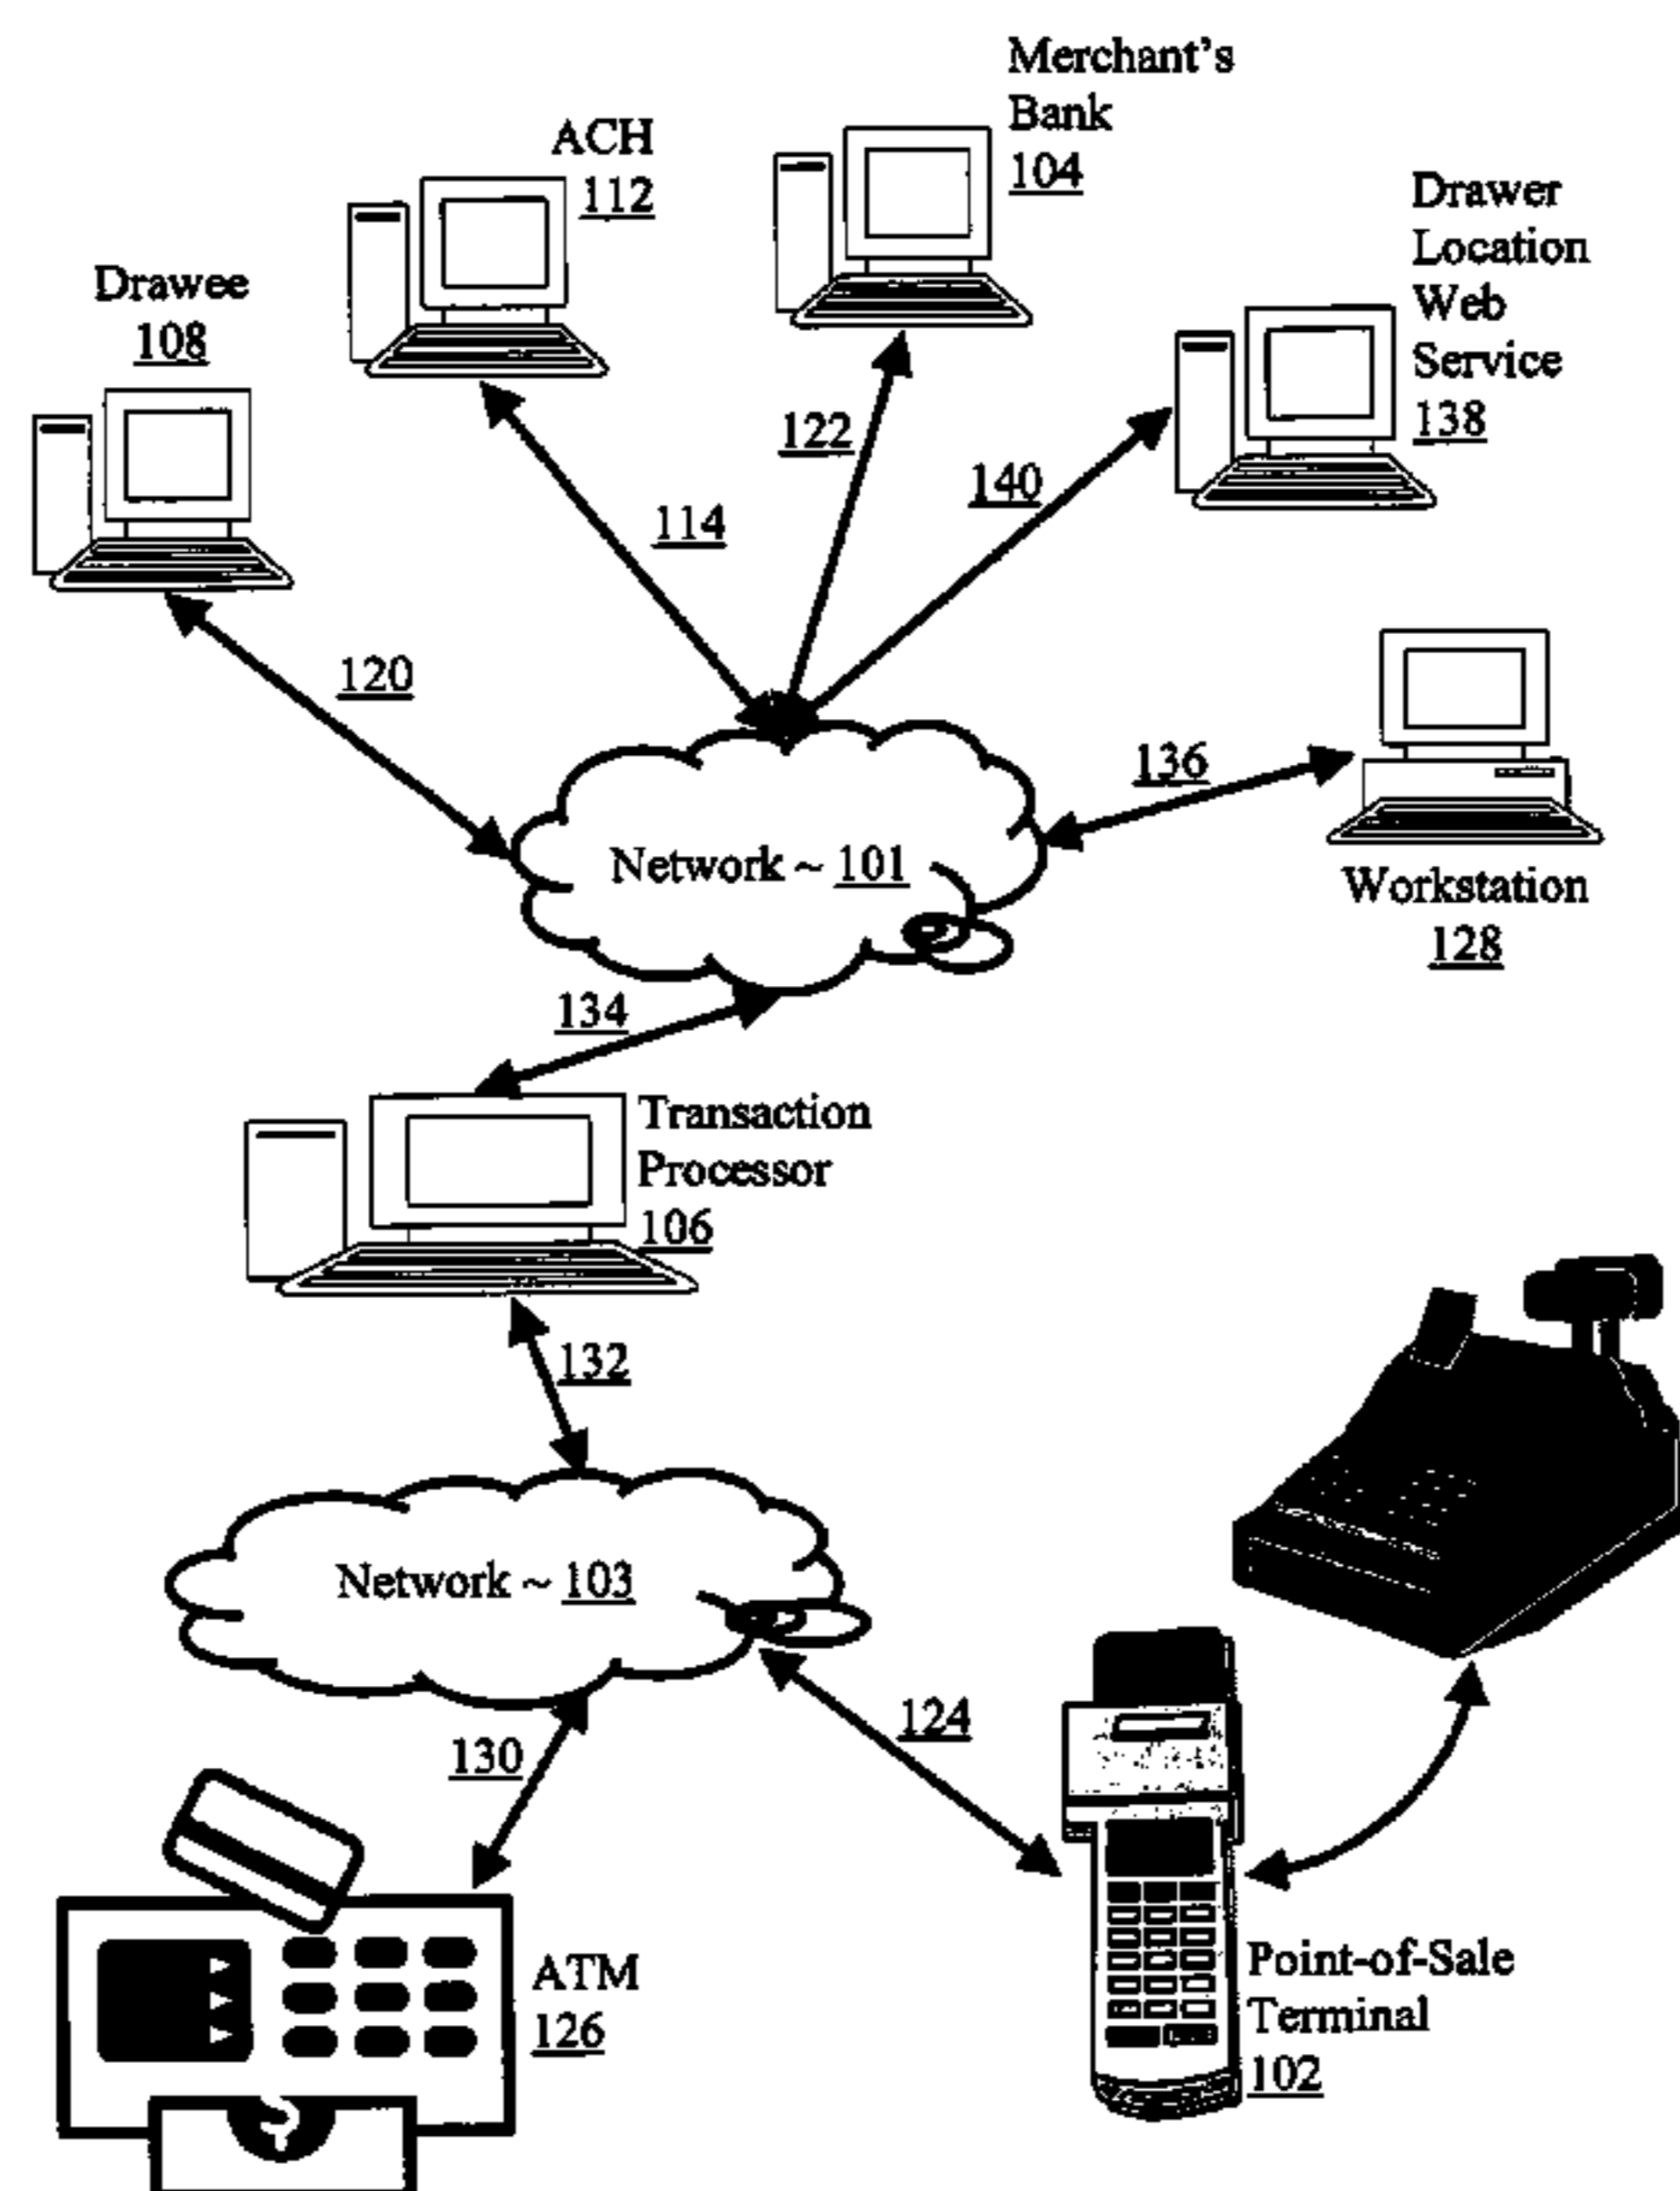 Merchant's
Bank
104
ACH
112
Drawer
Location
Web
Service
138
Drawee
108
122
140
114
120
136
Network ~ 101
Workstation
128
134
Transaction
Processor
106
132
Network ~ 103
124
130
ATM
126
Point-of-Sale
Terminal
102